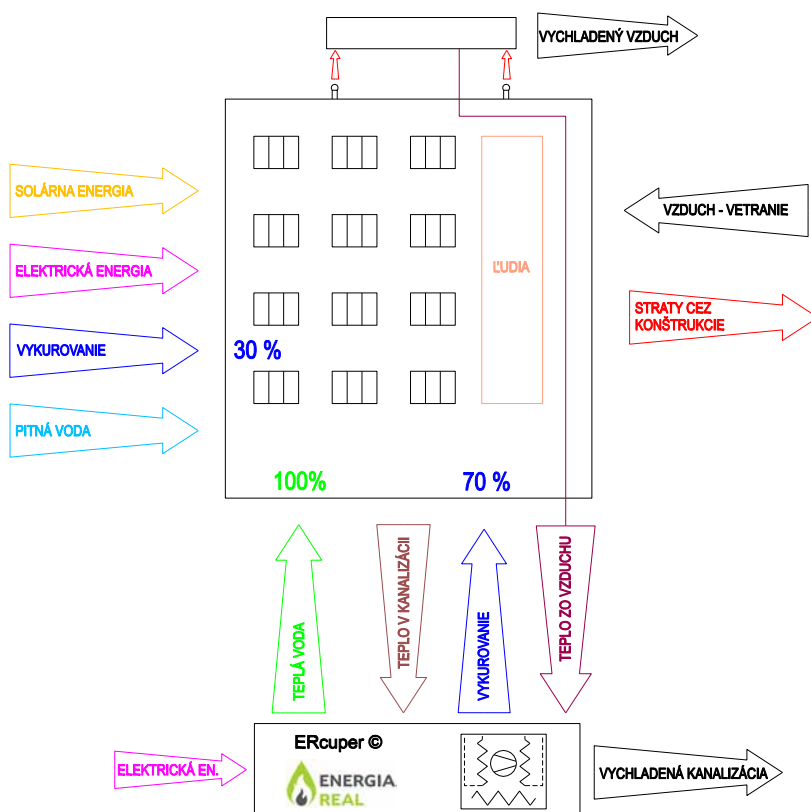 VYCHLADENÝ VZDUCH
SOLÁRNA ENERGIA
VZDUCH - VETRANIE
ELEKTRICKÁ ENERGIA
ĽUDIA
STRATY CEZ
KONŠTRUKCIE
VYKUROVANIE
30 %
PITNÁ VODA
100%
70 %
TEPLÁ VODA
TEPLO V KANALIZÁCII
VYKUROVANIE
TEPLO ZO VZDUCHU
ERcuper ©
ELEKTRICKÁ EN.
ENERGIA
REAL
VYCHLADENÁ KANALIZÁCIA